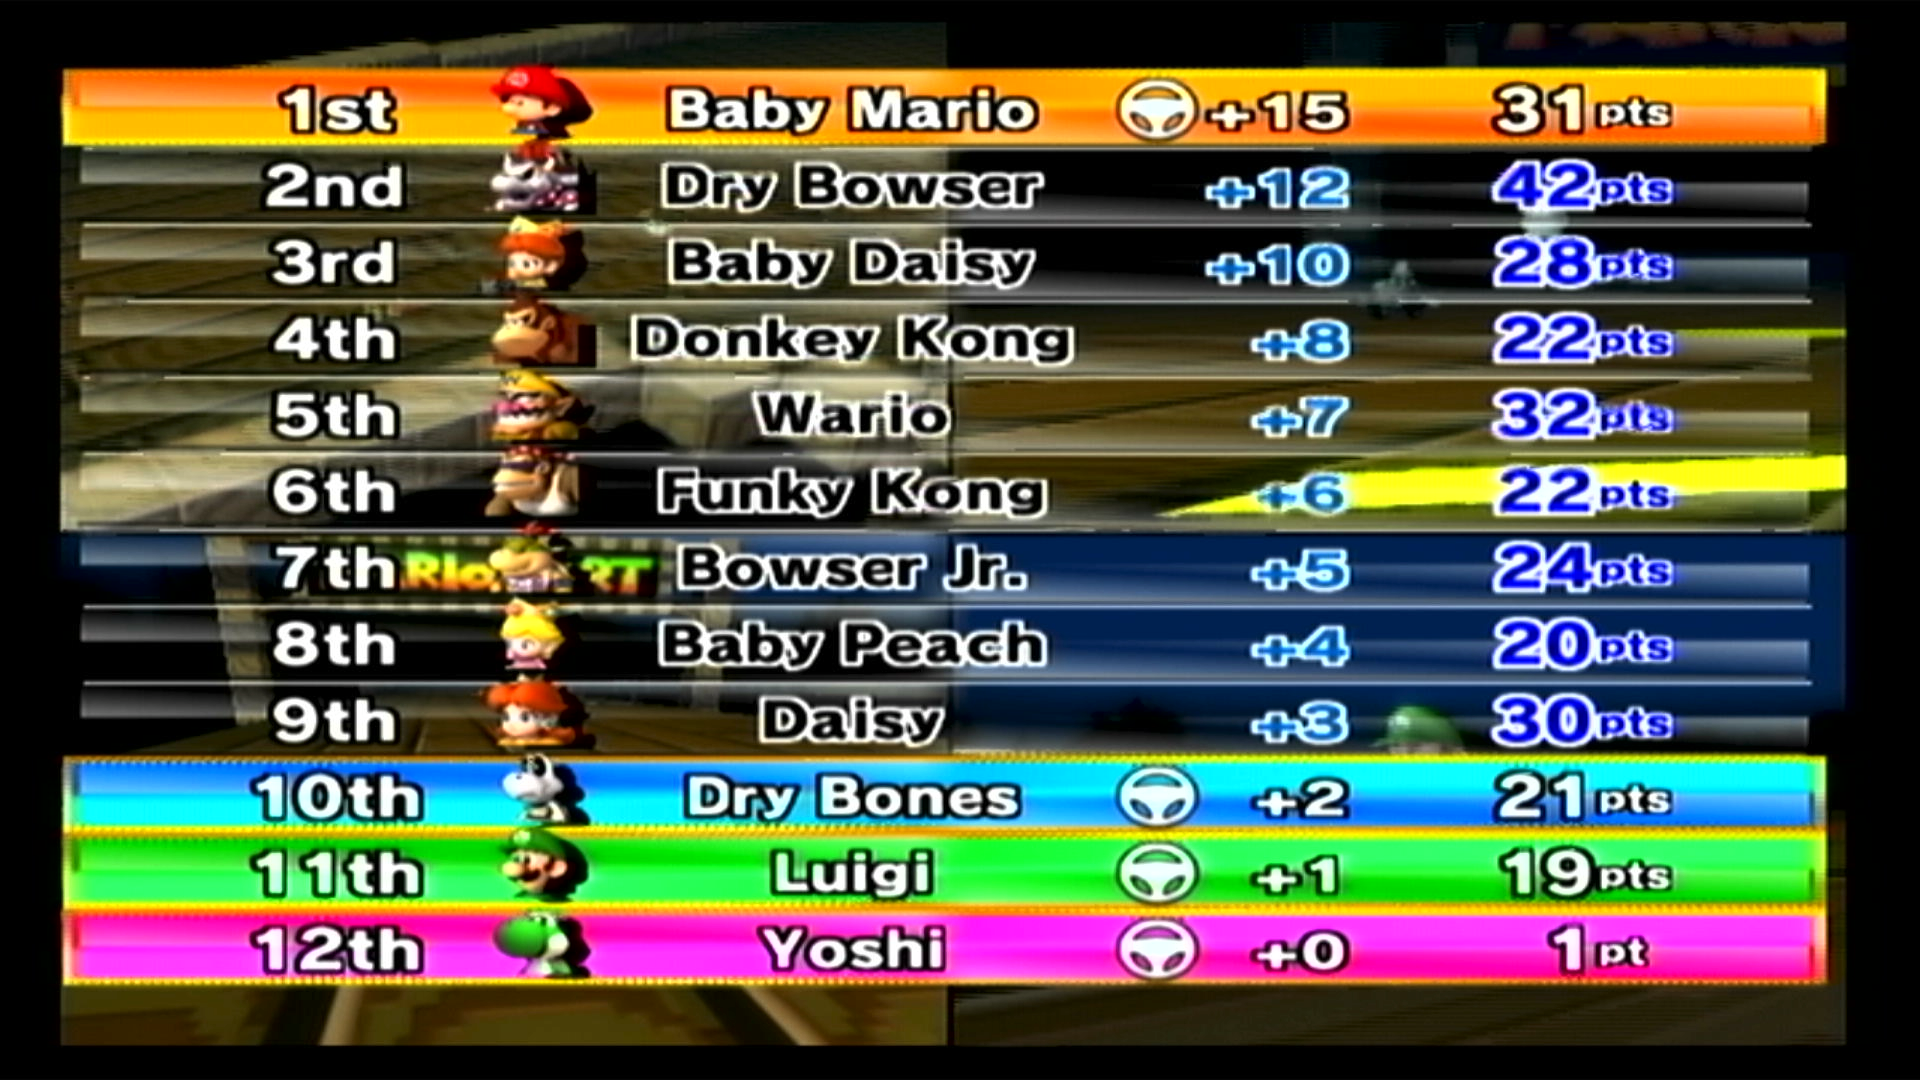 1st Baby Mario +15 31pts
2nd Dry Bowser +12 42pts
3rd Baby Daisy +10 28pts
4th Donkey Kong +8 22pts
5th Wario +7 32pts
6th Funky Kong +6 22pts
7th Bowser Jr. +5 24pts
8th Baby Peach +4 20pts
9th Daisy +3 30pts
10th Dry Bones +2 21pts
11th Luigi +1 19pts
12th Yoshi +0 1pt